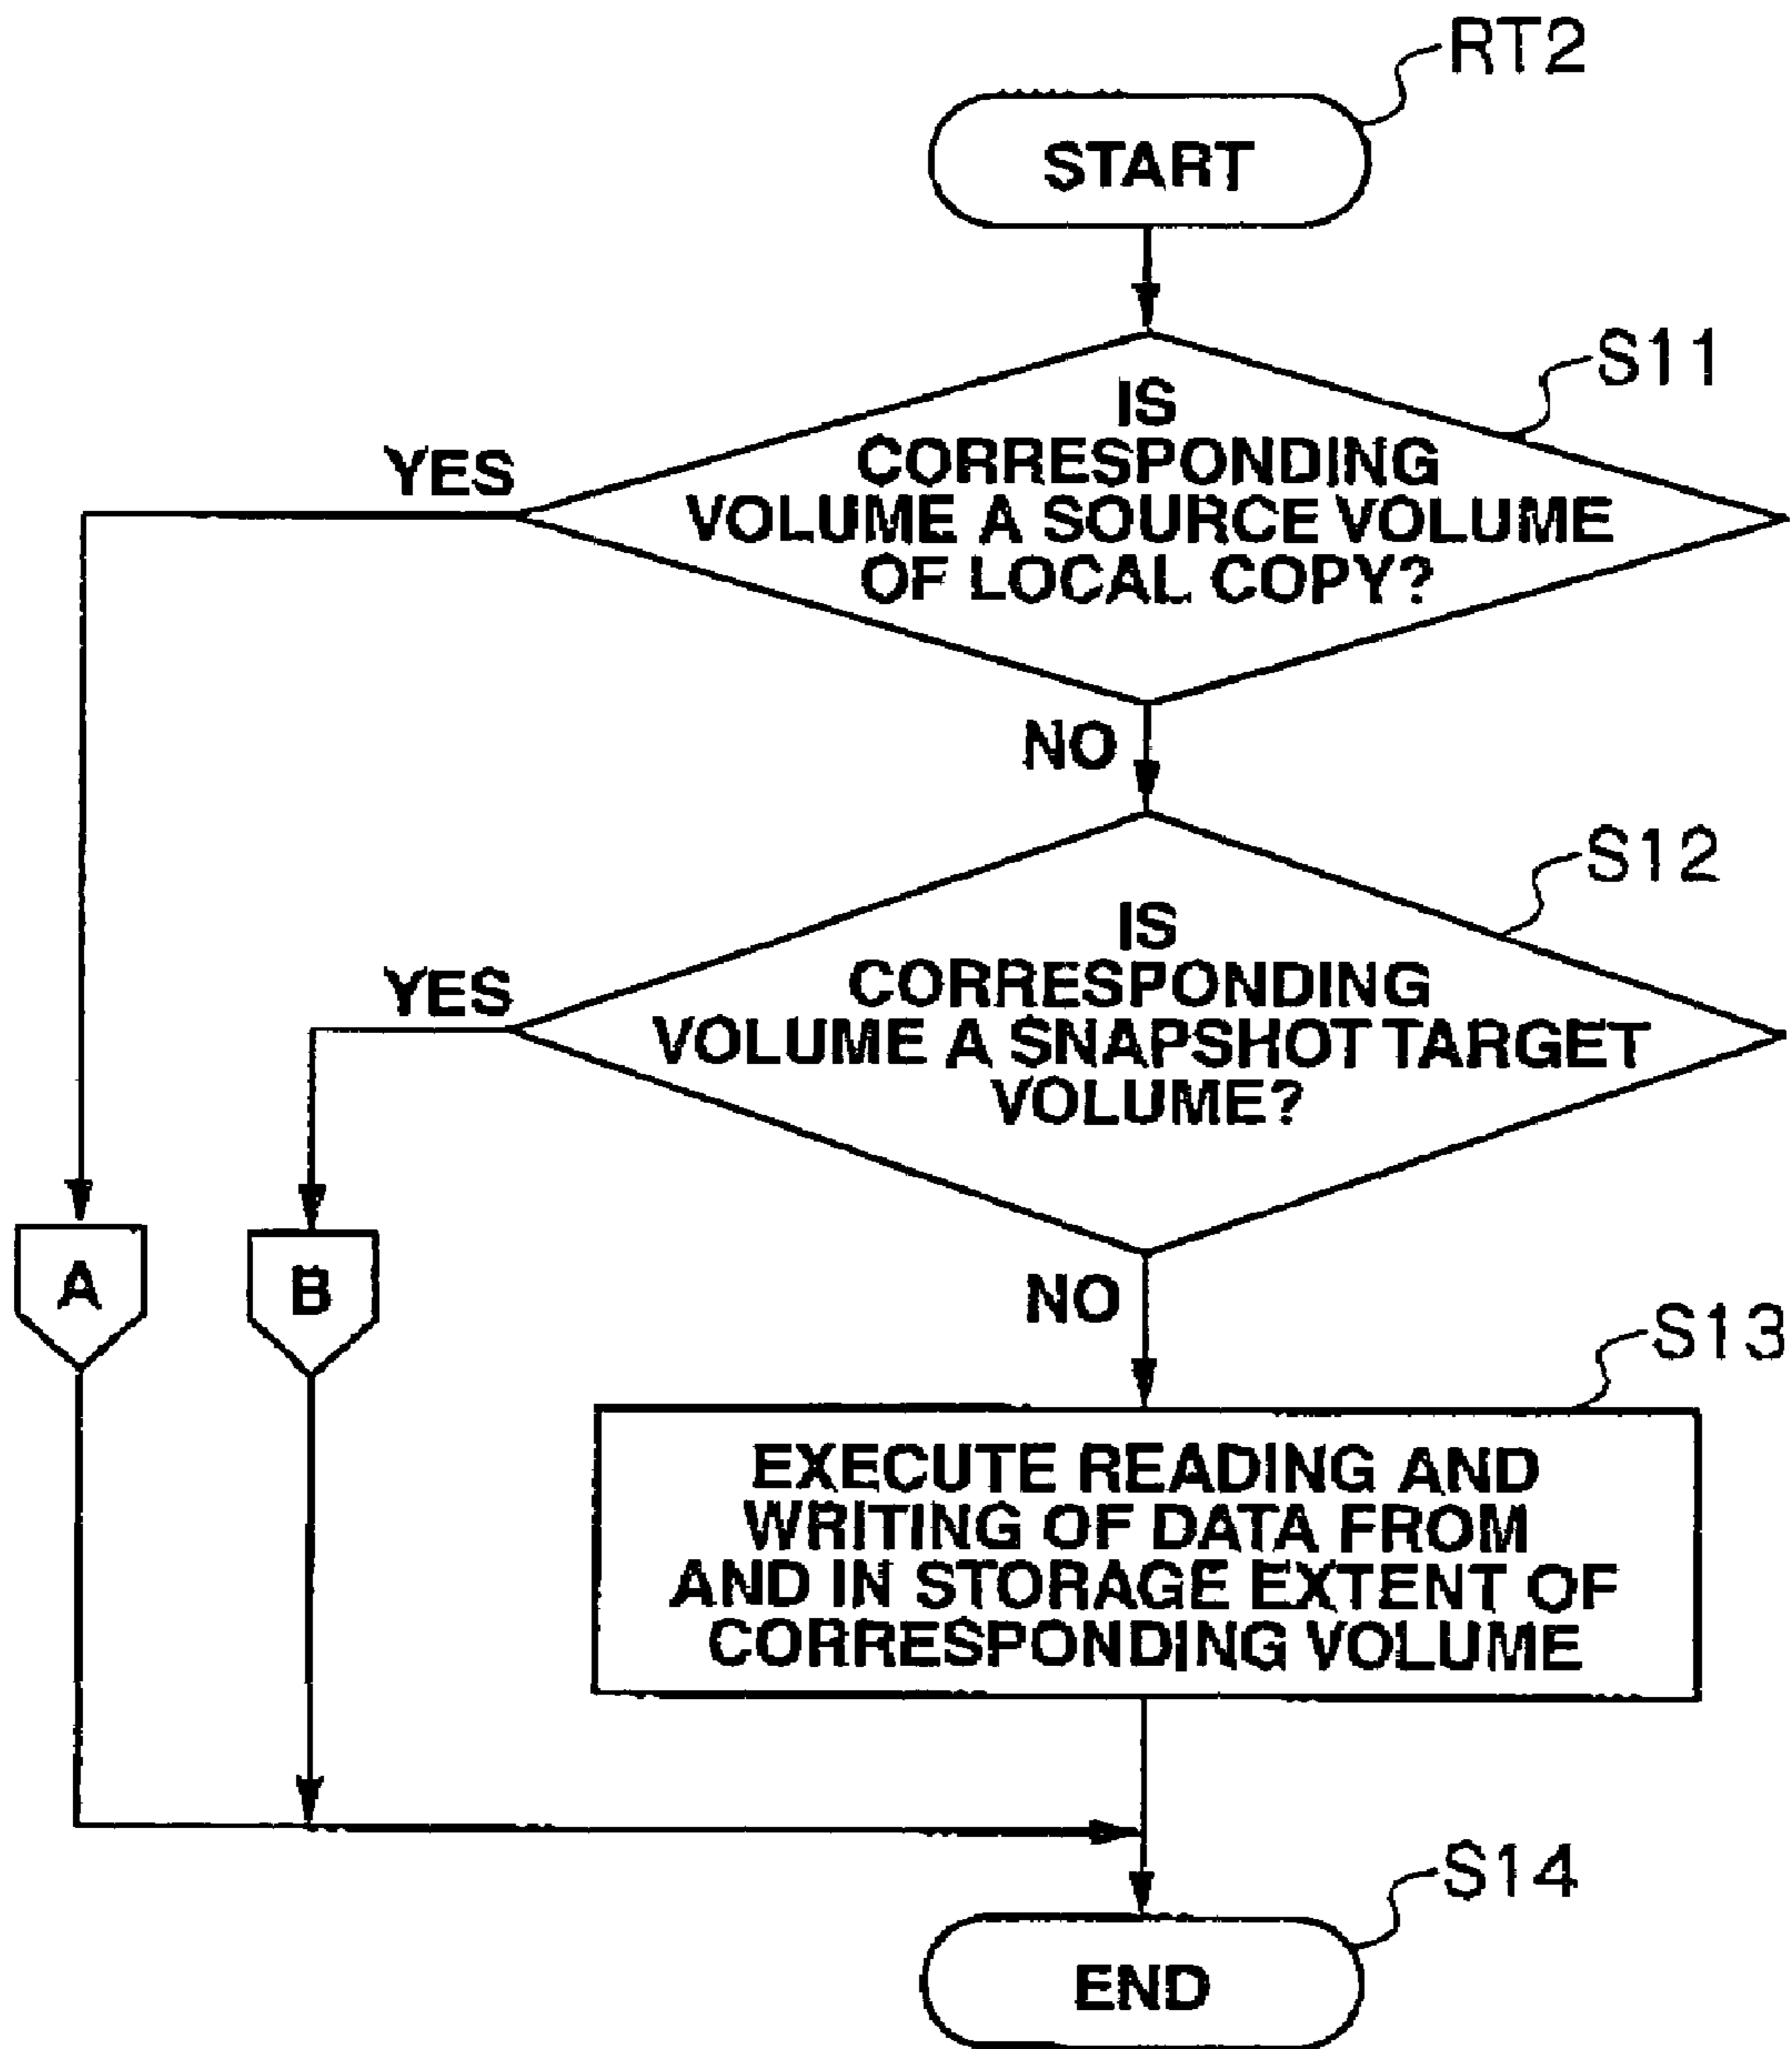 RT2
START
S11
IS
CORRESPONDING
VOLUME A SOURCE VOLUME
OF LOCAL COPY?
YES
NO
S12
IS
CORRESPONDING
VOLUME A SNAPSHOT TARGET
VOLUME?
YES
A
B
NO
S13
EXECUTE READING AND
WRITING OF DATA FROM
AND IN STORAGE EXTENT OF
CORRESPONDING VOLUME
S14
END